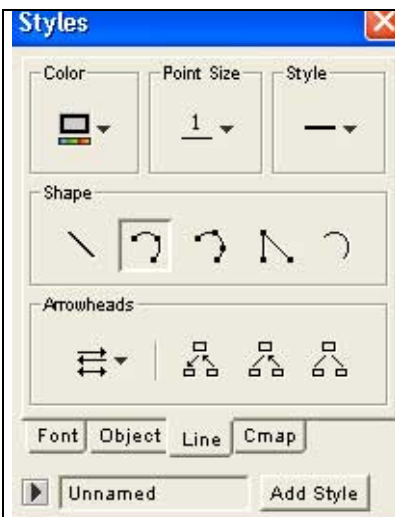 Styles
Color Point Size Style
1
Shape
Arrowheads
Font Object Line Cmap
Unnamed Add Style